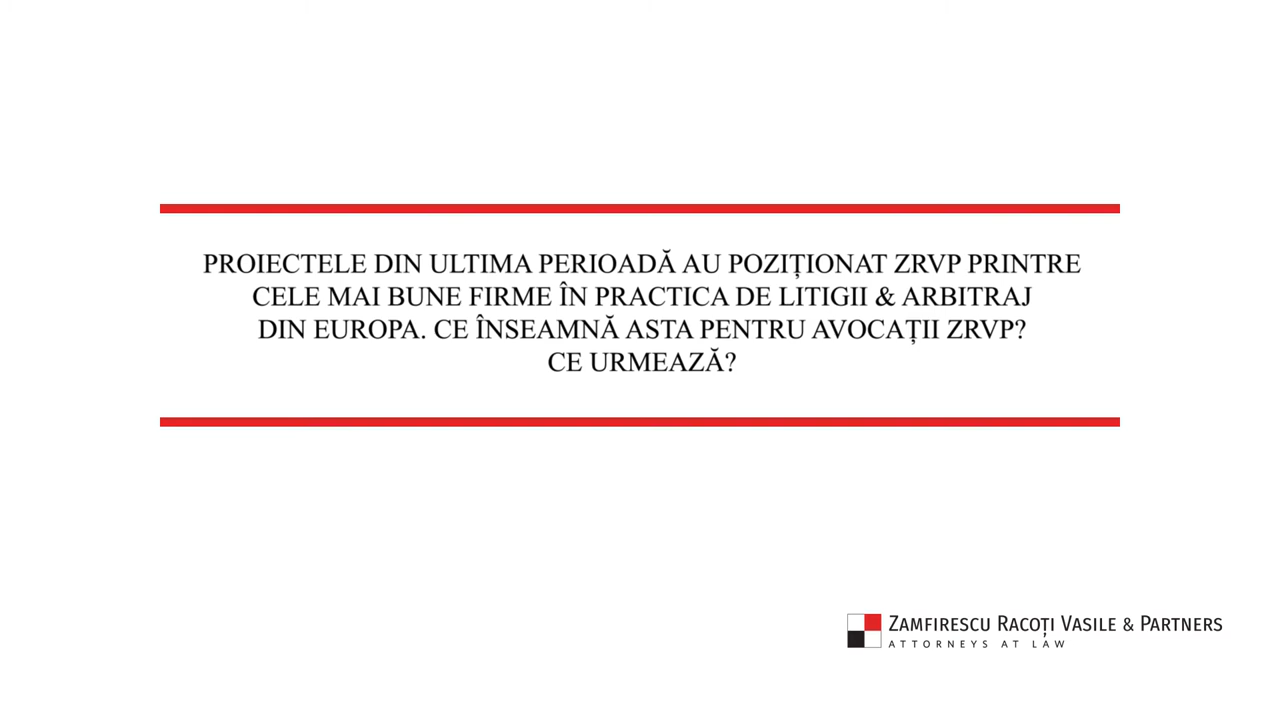 PROIECTELE DIN ULTIMA PERIOADĂ AU POZIȚIONAT ZRVP PRINTRE
CELE MAI BUNE FIRME ÎN PRACTICA DE LITIGII & ARBITRAJ
DIN EUROPA. CE ÎNSEAMNĂ ASTA PENTRU AVOCAȚII ZRVP?
CE URMEAZĂ?
ZAMFIRESCU RACOȚI VASILE & PARTNERS
ATTORNEYS AT LAW